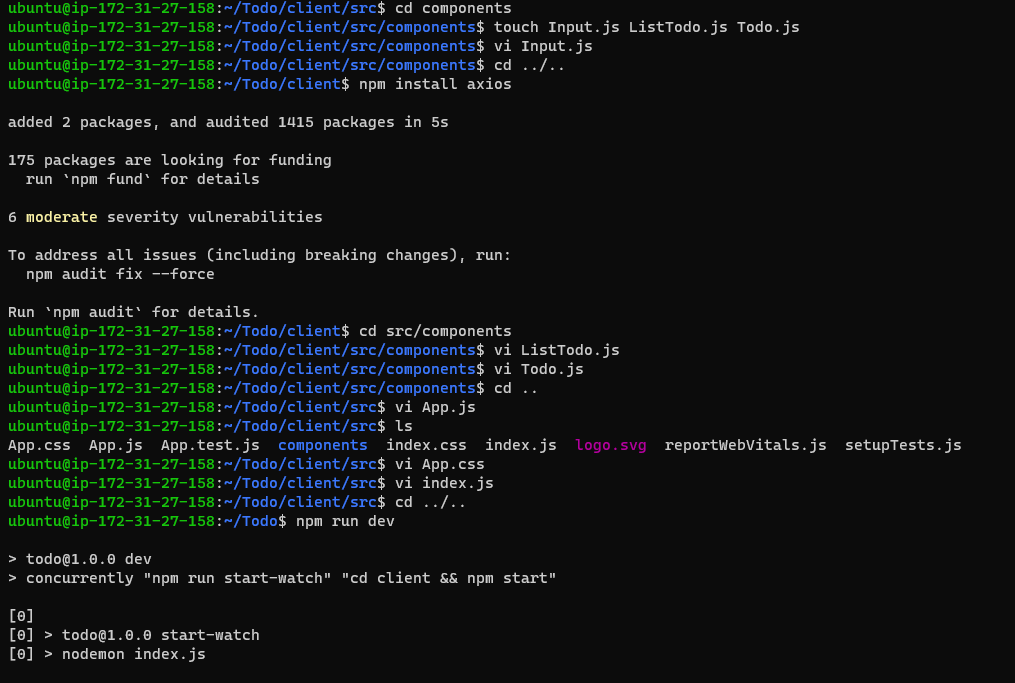 ubuntu@ip-172-31-27-158:~/Todo/client/src$ cd components
ubuntu@ip-172-31-27-158:~/Todo/client/src/components$ touch Input.js ListTodo.js Todo.js
ubuntu@ip-172-31-27-158:~/Todo/client/src/components$ vi Input.js
ubuntu@ip-172-31-27-158:~/Todo/client/src/components$ cd ../..
ubuntu@ip-172-31-27-158:~/Todo/client$ npm install axios

added 2 packages, and audited 1415 packages in 5s

175 packages are looking for funding
  run `npm fund` for details

6 moderate severity vulnerabilities

To address all issues (including breaking changes), run:
  npm audit fix --force

Run `npm audit` for details.
ubuntu@ip-172-31-27-158:~/Todo/client$ cd src/components
ubuntu@ip-172-31-27-158:~/Todo/client/src/components$ vi ListTodo.js
ubuntu@ip-172-31-27-158:~/Todo/client/src/components$ vi Todo.js
ubuntu@ip-172-31-27-158:~/Todo/client/src/components$ cd ..
ubuntu@ip-172-31-27-158:~/Todo/client/src$ vi App.js
ubuntu@ip-172-31-27-158:~/Todo/client/src$ ls
App.css  App.js  App.test.js  components  index.css  index.js  logo.svg  reportWebVitals.js  setupTests.js
ubuntu@ip-172-31-27-158:~/Todo/client/src$ vi App.css
ubuntu@ip-172-31-27-158:~/Todo/client/src$ vi index.js
ubuntu@ip-172-31-27-158:~/Todo/client/src$ cd ../..
ubuntu@ip-172-31-27-158:~/Todo$ npm run dev

> todo@1.0.0 dev
> concurrently "npm run start-watch" "cd client && npm start"

[0]
[0] > todo@1.0.0 start-watch
[0] > nodemon index.js